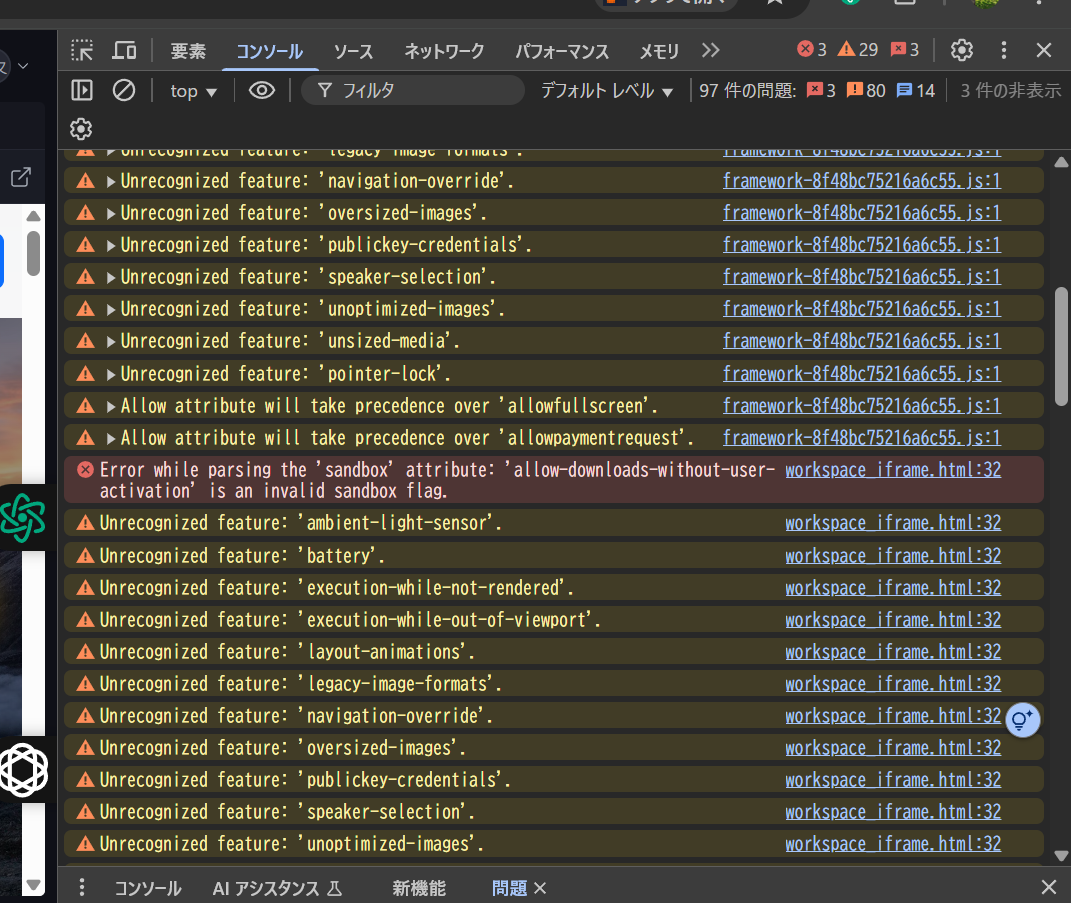 要素 コンソール ソース ネットワーク パフォーマンス メモリ 3 29 3
top フィルタ デフォルト レベル 97 件の問題: 3 80 14 3 件の非表示
Unrecognized feature: 'legacy-image-formats'. framework-8f48bc75216a6c55.js:1
Unrecognized feature: 'navigation-override'. framework-8f48bc75216a6c55.js:1
Unrecognized feature: 'oversized-images'. framework-8f48bc75216a6c55.js:1
Unrecognized feature: 'publickey-credentials'. framework-8f48bc75216a6c55.js:1
Unrecognized feature: 'speaker-selection'. framework-8f48bc75216a6c55.js:1
Unrecognized feature: 'unoptimized-images'. framework-8f48bc75216a6c55.js:1
Unrecognized feature: 'unsized-media'. framework-8f48bc75216a6c55.js:1
Unrecognized feature: 'pointer-lock'. framework-8f48bc75216a6c55.js:1
Allow attribute will take precedence over 'allowfullscreen'. framework-8f48bc75216a6c55.js:1
Allow attribute will take precedence over 'allowpaymentrequest'. framework-8f48bc75216a6c55.js:1
Error while parsing the 'sandbox' attribute: 'allow-downloads-without-user- workspace_iframe.html:32
activation' is an invalid sandbox flag.
Unrecognized feature: 'ambient-light-sensor'. workspace_iframe.html:32
Unrecognized feature: 'battery'. workspace_iframe.html:32
Unrecognized feature: 'execution-while-not-rendered'. workspace_iframe.html:32
Unrecognized feature: 'execution-while-out-of-viewport'. workspace_iframe.html:32
Unrecognized feature: 'layout-animations'. workspace_iframe.html:32
Unrecognized feature: 'legacy-image-formats'. workspace_iframe.html:32
Unrecognized feature: 'navigation-override'. workspace_iframe.html:32
Unrecognized feature: 'oversized-images'. workspace_iframe.html:32
Unrecognized feature: 'publickey-credentials'. workspace_iframe.html:32
Unrecognized feature: 'speaker-selection'. workspace_iframe.html:32
Unrecognized feature: 'unoptimized-images'. workspace_iframe.html:32
コンソール AI アシスタンス 新機能 問題